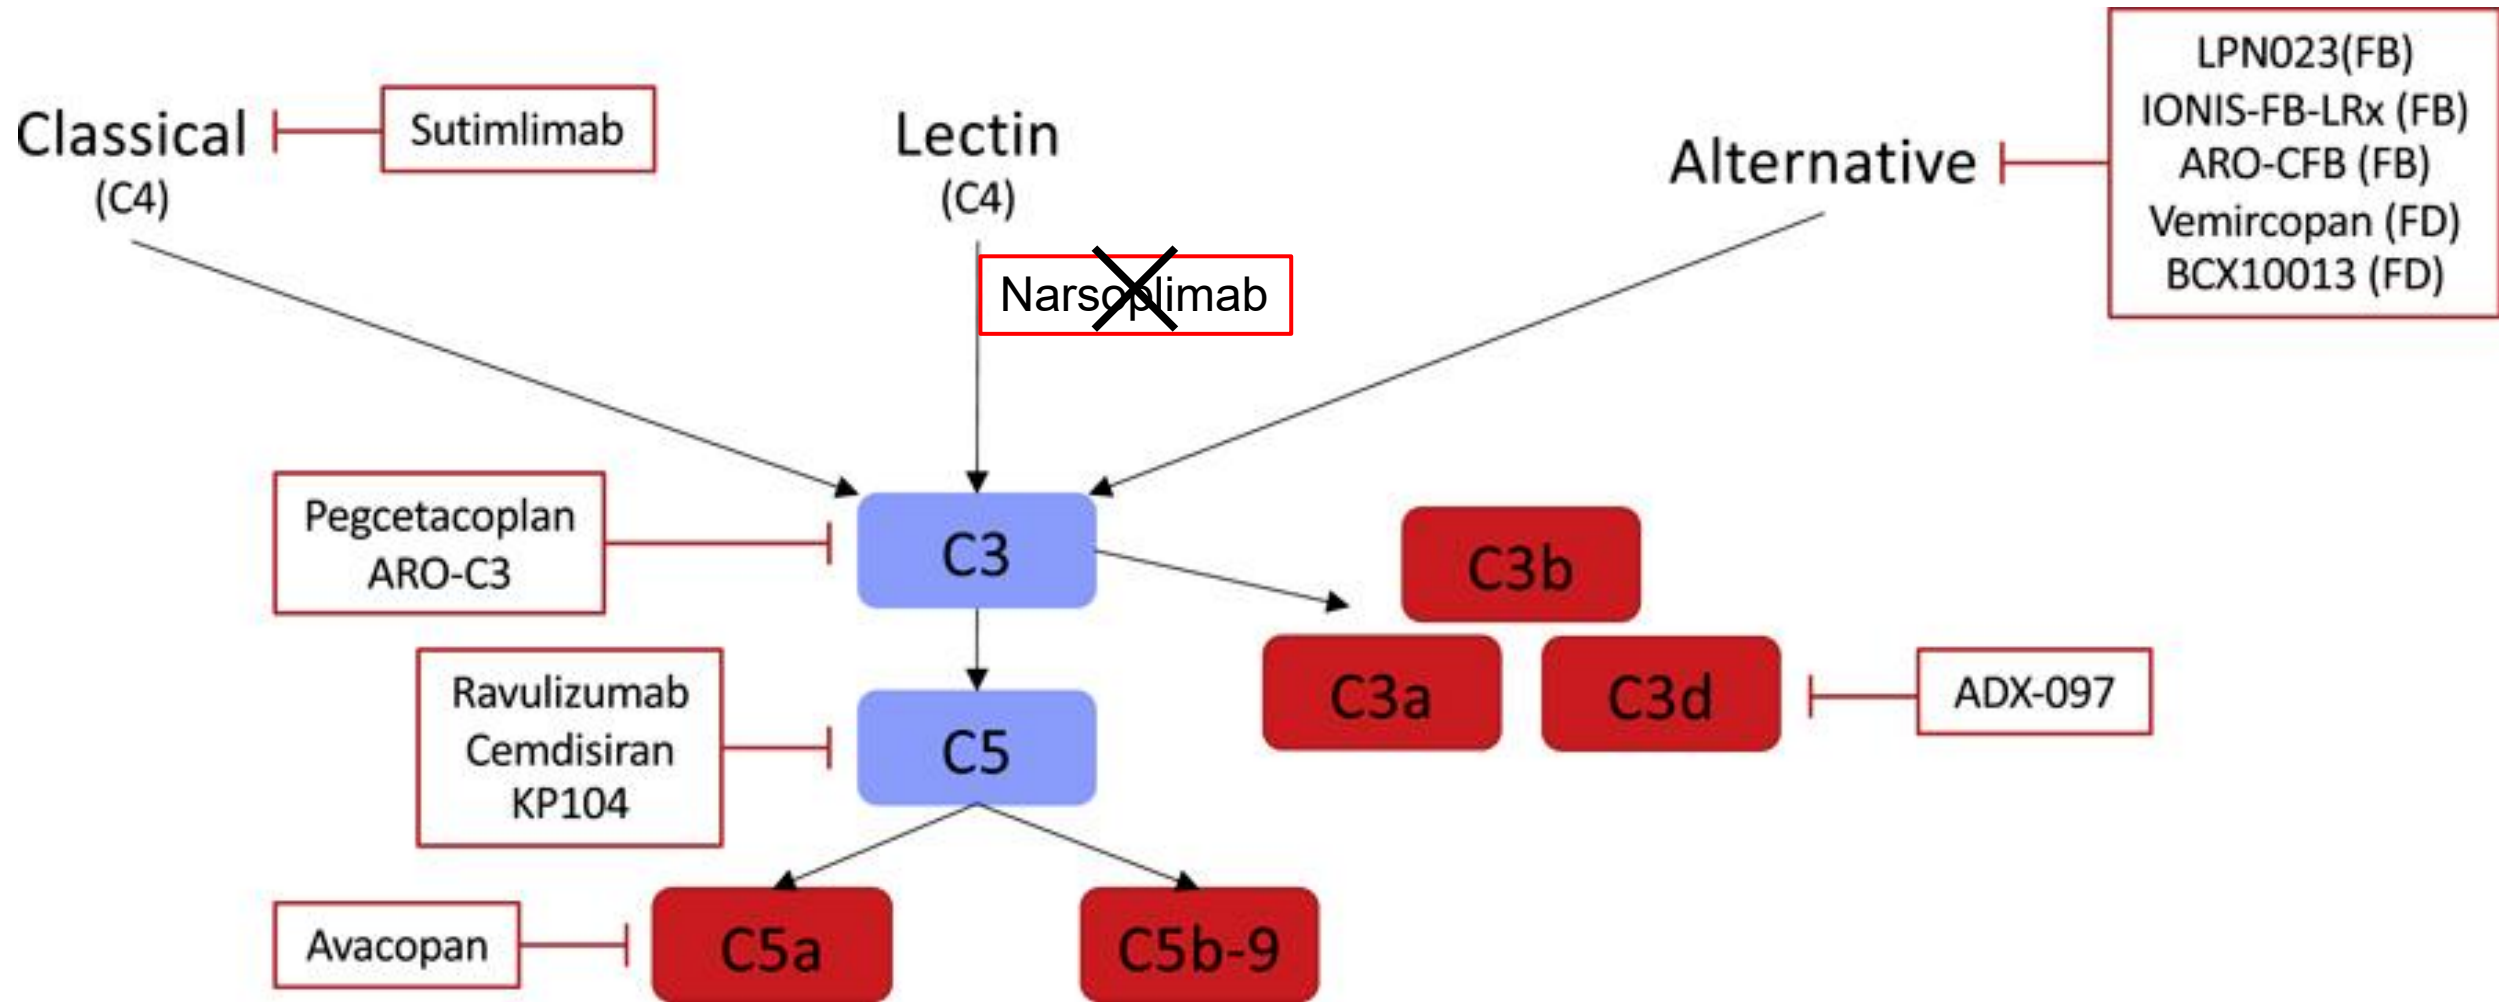 LPN023(FB)
IONIS-FB-LRx (FB)
ARO-CFB (FB)
Vemircopan (FD)
BCX10013 (FD)
Classical
(C4)
Sutimlimab
Lectin
(C4)
Alternative
Narsoplimab
Pegcetacoplan
ARO-C3
C3
C3b
C3a
C3d
ADX-097
Ravulizumab
Cemdisiran
KP104
C5
Avacopan
C5a
C5b-9